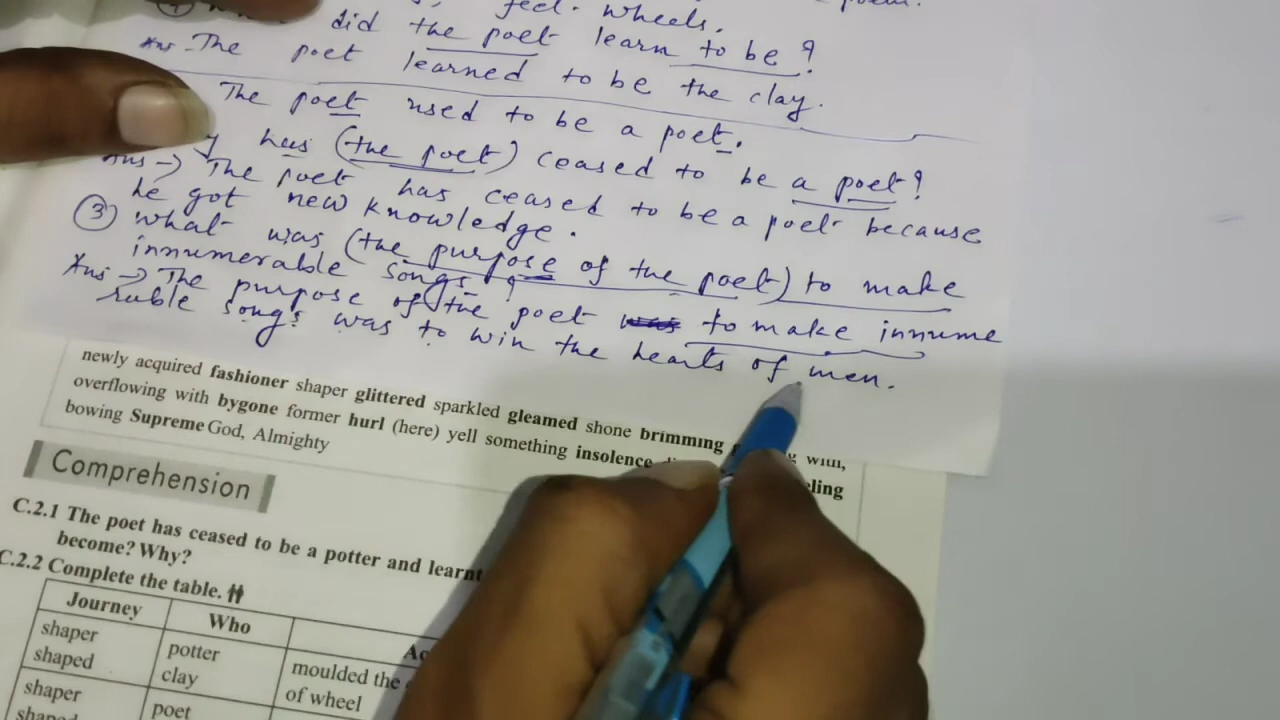 feel. wheels. poem.
did the poet learn to be?
Ans - The poet learned to be the clay.
The poet used to be a poet.
y has (the poet) ceased to be a poet?
Ans -> The poet has ceased to be a poet because
he got new knowledge.
③ what was (the purpose of the poet) to make
innumerable songs?
Ans -> The purpose of the poet was to make innume
rable songs was to win the hearts of men.
newly acquired fashioner shaper glittered sparkled gleamed shone brimming with,
overflowing with bygone former hurl (here) yell something insolence
bowing Supreme God, Almighty
Comprehension
C.2.1 The poet has ceased to be a potter and learnt
become? Why?
C.2.2 Complete the table.
Journey Who
shaper potter moulded the
shaped clay of wheel
shaper poet
shaped